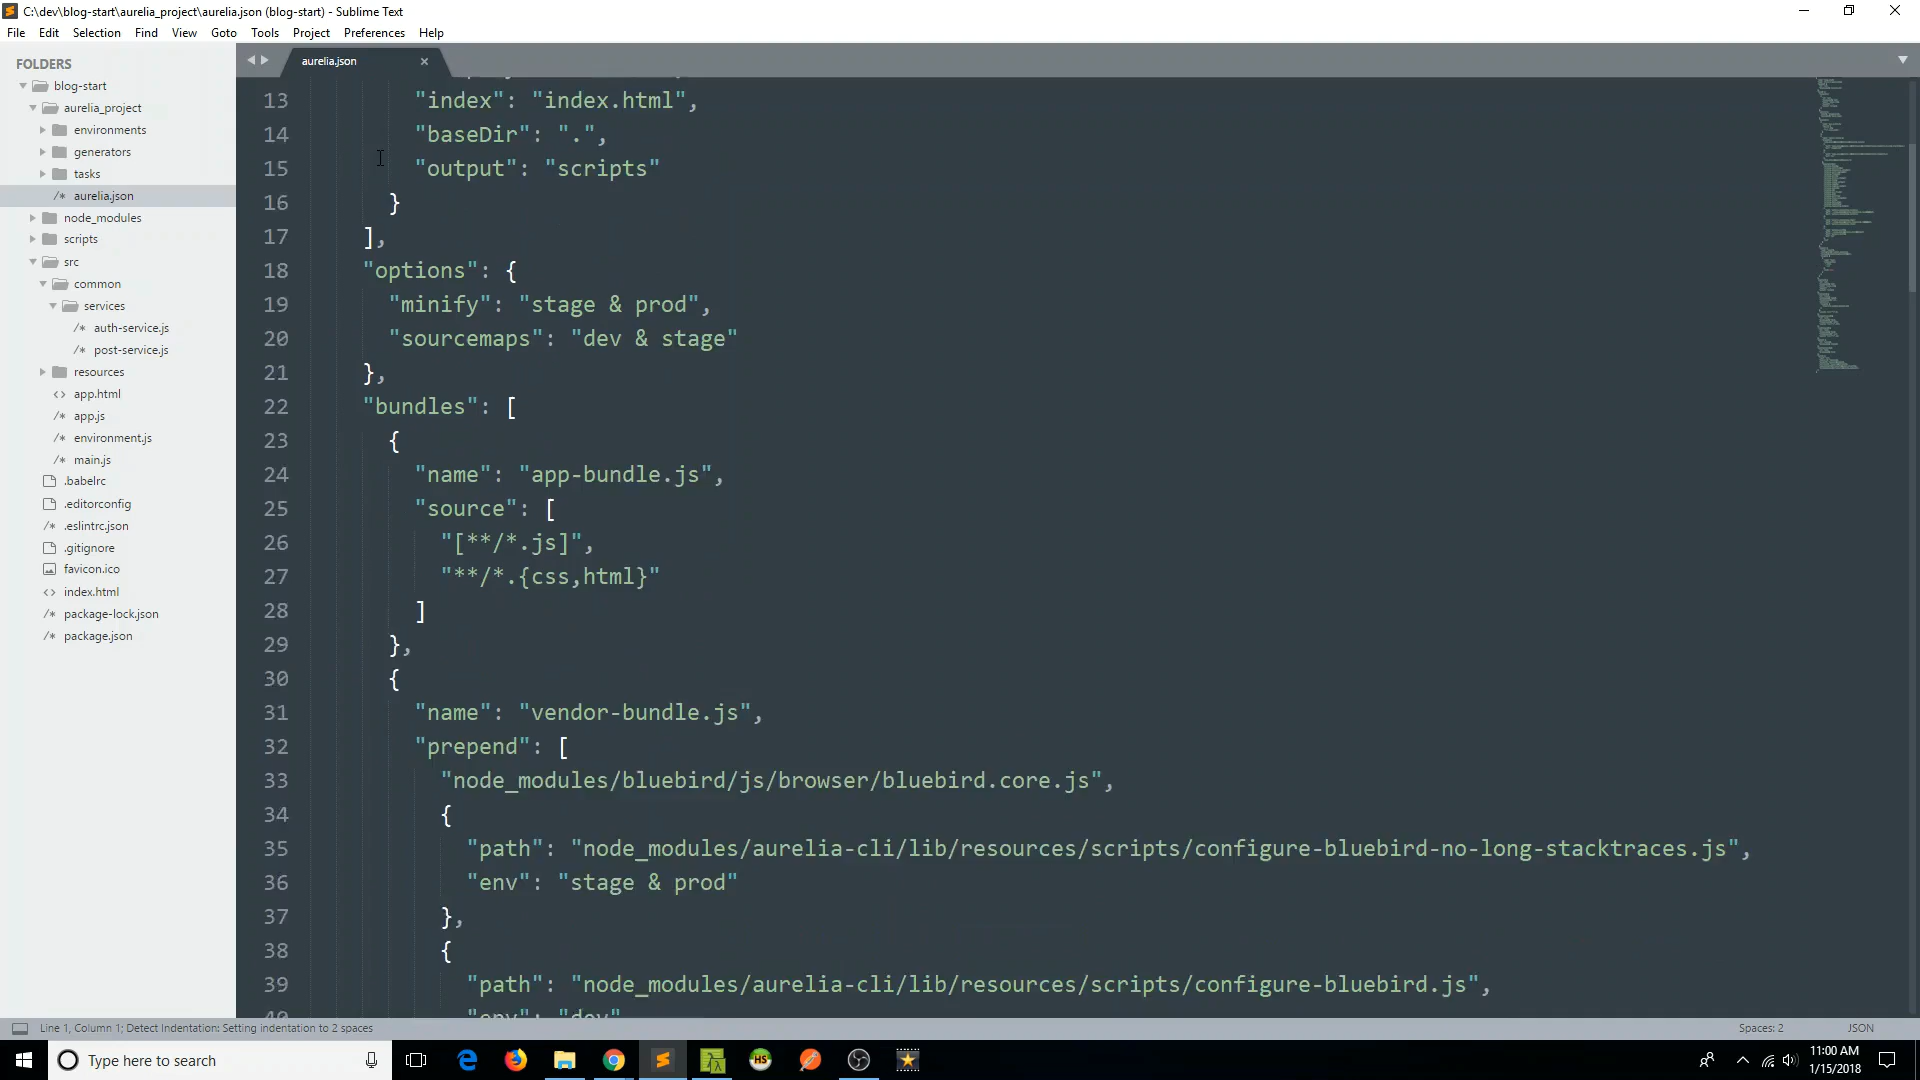 C:\dev\blog-start\aurelia_project\aurelia.json (blog-start) - Sublime Text
File Edit Selection Find View Goto Tools Project Preferences Help
FOLDERS
blog-start
aurelia_project
environments
generators
tasks
aurelia.json
node_modules
scripts
src
common
services
auth-service.js
post-service.js
resources
app.html
app.js
environment.js
main.js
.babelrc
.editorconfig
.eslintrc.json
.gitignore
favicon.ico
index.html
package-lock.json
package.json
aurelia.json
13 "index": "index.html",
14 "baseDir": ".",
15 "output": "scripts"
16 }
17 ],
18 "options": {
19 "minify": "stage & prod",
20 "sourcemaps": "dev & stage"
21 },
22 "bundles": [
23 {
24 "name": "app-bundle.js",
25 "source": [
26 "[**/*.js]",
27 "**/*.{css,html}"
28 ]
29 },
30 {
31 "name": "vendor-bundle.js",
32 "prepend": [
33 "node_modules/bluebird/js/browser/bluebird.core.js",
34 {
35 "path": "node_modules/aurelia-cli/lib/resources/scripts/configure-bluebird-no-long-stacktraces.js",
36 "env": "stage & prod"
37 },
38 {
39 "path": "node_modules/aurelia-cli/lib/resources/scripts/configure-bluebird.js",
40 "env": "dev"
Line 1, Column 1; Detect Indentation: Setting indentation to 2 spaces
Spaces: 2
JSON
Type here to search
HS
11:00 AM
1/15/2018